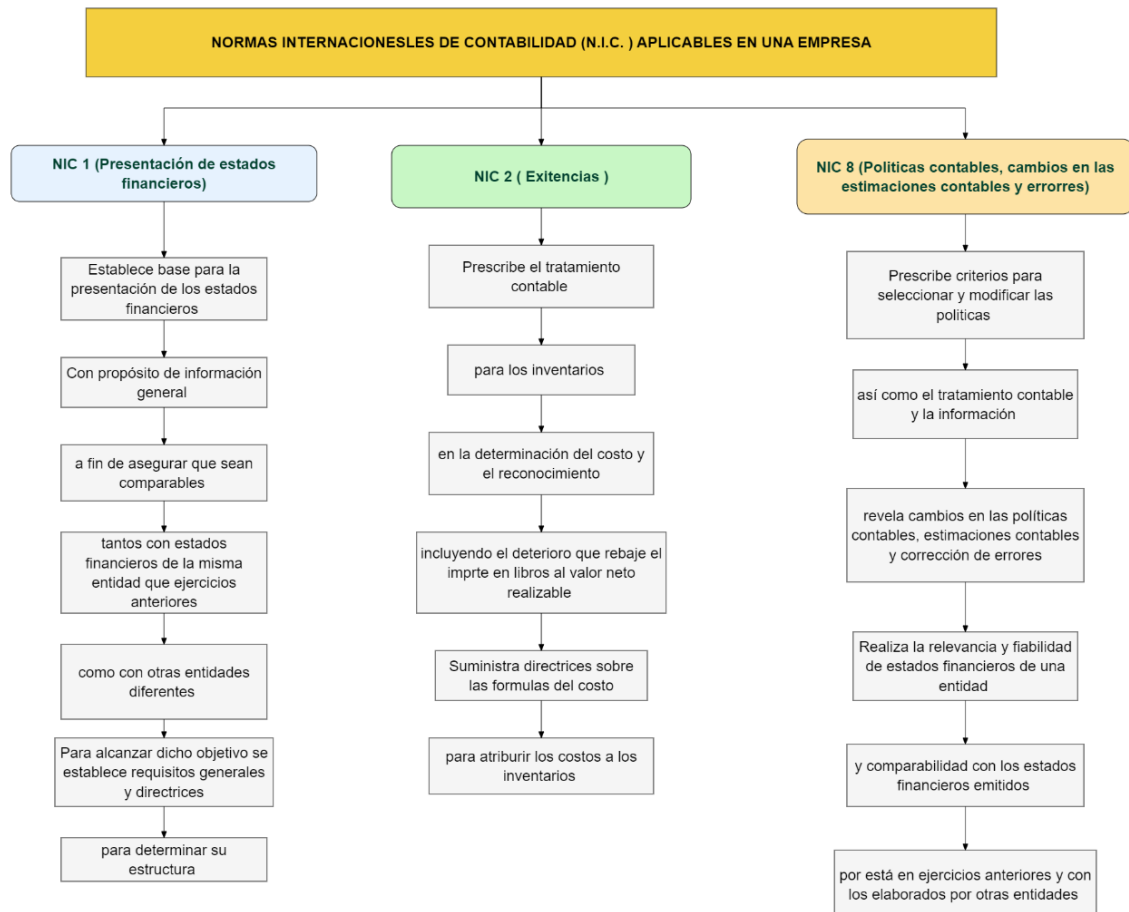 NORMAS INTERNACIONESLES DE CONTABILIDAD (N.I.C. ) APLICABLES EN UNA EMPRESA
NIC 1 (Presentación de estados
financieros)
Establece base para la
presentación de los estados
financieros
Con propósito de información
general
a fin de asegurar que sean
comparables
tantos con estados
financieros de la misma
entidad que ejercicios
anteriores
como con otras entidades
diferentes
Para alcanzar dicho objetivo se
establece requisitos generales
y directrices
para determinar su
estructura
NIC 2 ( Exitencias )
Prescribe el tratamiento
contable
para los inventarios
en la determinación del costo y
el reconocimiento
incluyendo el deterioro que rebaje el
imprte en libros al valor neto
realizable
Suministra directrices sobre
las formulas del costo
para atriburir los costos a los
inventarios
NIC 8 (Politicas contables, cambios en las
estimaciones contables y errorres)
Prescribe criterios para
seleccionar y modificar las
politicas
así como el tratamiento contable
y la información
revela cambios en las políticas
contables, estimaciones contables
y corrección de errores
Realiza la relevancia y fiabilidad
de estados financieros de una
entidad
y comparabilidad con los estados
financieros emitidos
por está en ejercicios anteriores y con
los elaborados por otras entidades